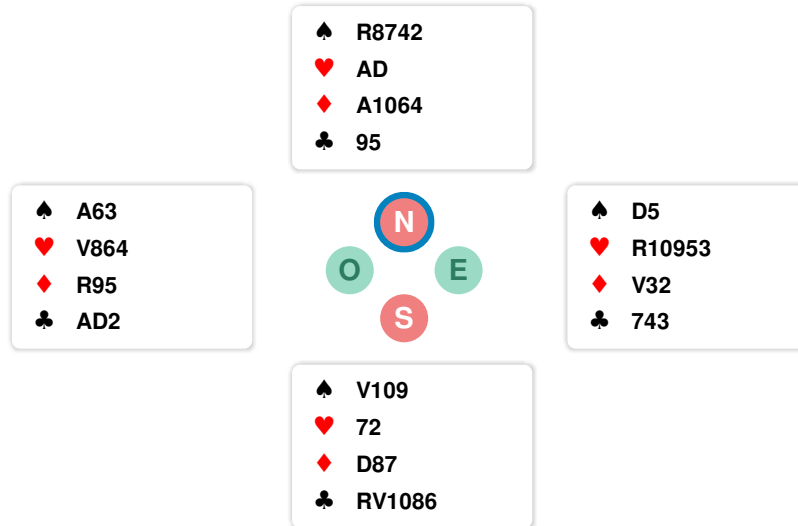 ♠ R8742
♥ AD
♦ A1064
♣ 95
♠ A63
♥ V864
♦ R95
♣ AD2
N
O E
S
♠ D5
♥ R10953
♦ V32
♣ 743
♠ V109
♥ 72
♦ D87
♣ RV1086